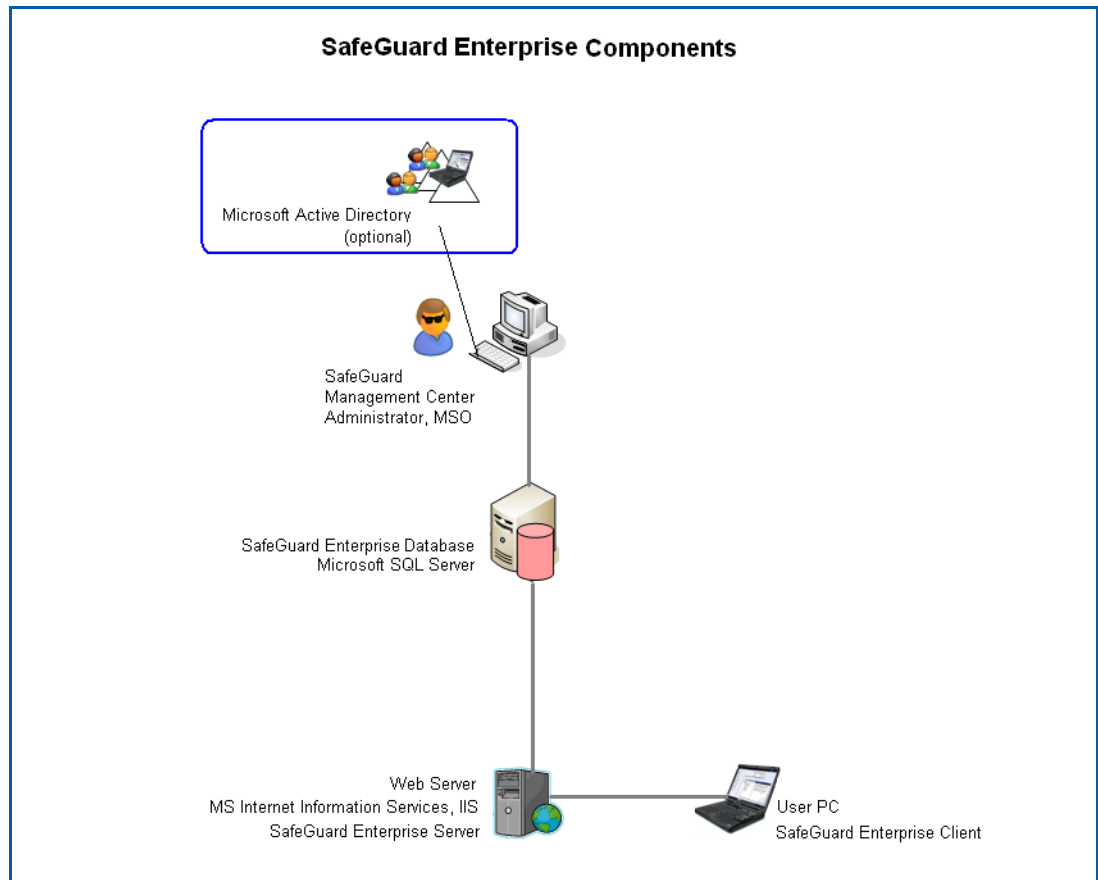 SafeGuard Enterprise Components
Microsoft Active Directory
(optional)
SafeGuard
Management Center
Administrator, MSO
SafeGuard Enterprise Database
Microsoft SQL Server
Web Server
MS Internet Information Services, IIS
SafeGuard Enterprise Server
User PC
SafeGuard Enterprise Client